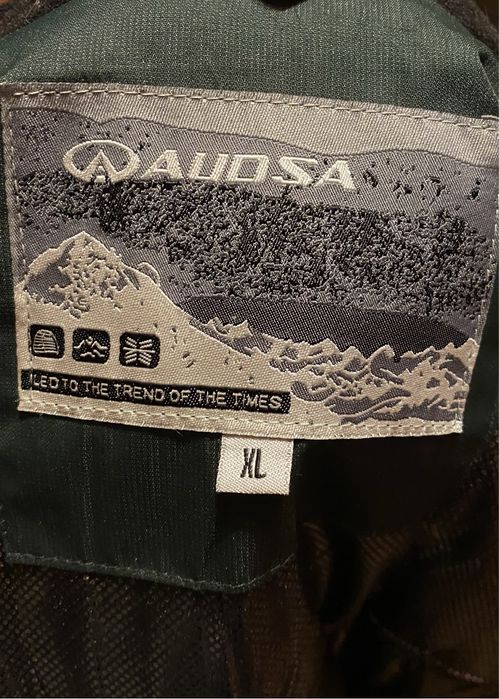 AUDSA
LED TO THE TREND OF THE TIMES
XL